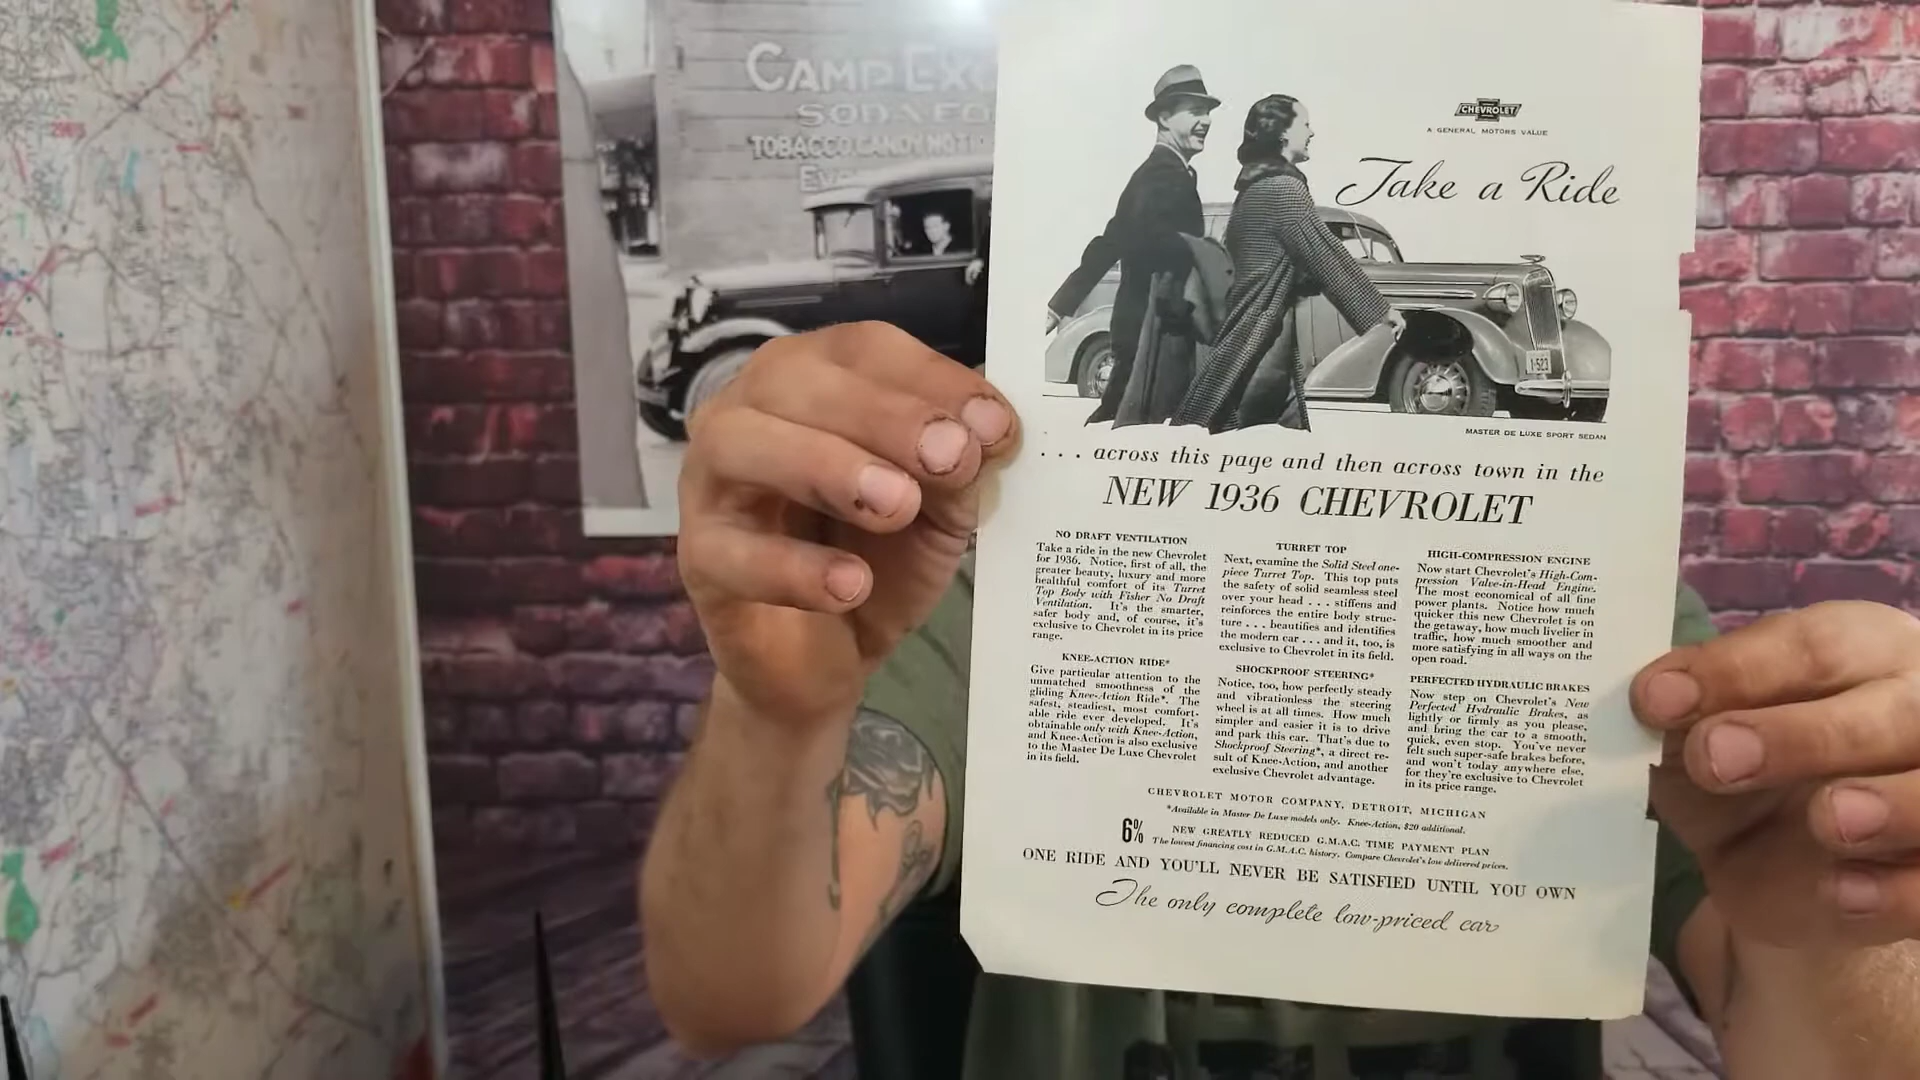 CAMP EXC
SODA FO
TOBACCO, CANDY, NOTI
CHEVROLET
A GENERAL MOTORS VALUE
Take a Ride
1-523
MASTER DE LUXE SPORT SEDAN
. . . across this page and then across town in the
NEW 1936 CHEVROLET
NO DRAFT VENTILATION
Take a ride in the new Chevrolet
for 1936. Notice, first of all, the
greater beauty, luxury and more
healthful comfort of its Turret
Top Body with Fisher No Draft
Ventilation. It's the smarter,
safer body and, of course, it's
exclusive to Chevrolet in its price
range.
KNEE-ACTION RIDE*
Give particular attention to the
unmatched smoothness of the
gliding Knee-Action Ride*. The
safest, steadiest, most comfort-
able ride ever developed. It's
obtainable only with Knee-Action,
and Knee-Action is also exclusive
to the Master De Luxe Chevrolet
in its field.
TURRET TOP
Next, examine the Solid Steel one-
piece Turret Top. This top puts
the safety of solid seamless steel
over your head . . . stiffens and
reinforces the entire body struc-
ture . . . beautifies and identifies
the modern car . . . and it, too, is
exclusive to Chevrolet in its field.
SHOCKPROOF STEERING*
Notice, too, how perfectly steady
and vibrationless the steering
wheel is at all times. How much
simpler and easier it is to drive
and park this car. That's due to
Shockproof Steering*, a direct re-
sult of Knee-Action, and another
exclusive Chevrolet advantage.
HIGH-COMPRESSION ENGINE
Now start Chevrolet's High-Com-
pression Valve-in-Head Engine.
The most economical of all fine
power plants. Notice how much
quicker this new Chevrolet is on
the getaway, how much livelier in
traffic, how much smoother and
more satisfying in all ways on the
open road.
PERFECTED HYDRAULIC BRAKES
Now step on Chevrolet's New
Perfected Hydraulic Brakes, as
lightly or firmly as you please,
and bring the car to a smooth,
quick, even stop. You've never
felt such super-safe brakes before,
and won't today anywhere else,
for they're exclusive to Chevrolet
in its price range.
CHEVROLET MOTOR COMPANY, DETROIT, MICHIGAN
*Available in Master De Luxe models only. Knee-Action, $20 additional.
6% NEW GREATLY REDUCED G.M.A.C. TIME PAYMENT PLAN
The lowest financing cost in G.M.A.C. history. Compare Chevrolet's low delivered prices.
ONE RIDE AND YOU'LL NEVER BE SATISFIED UNTIL YOU OWN
The only complete low-priced car